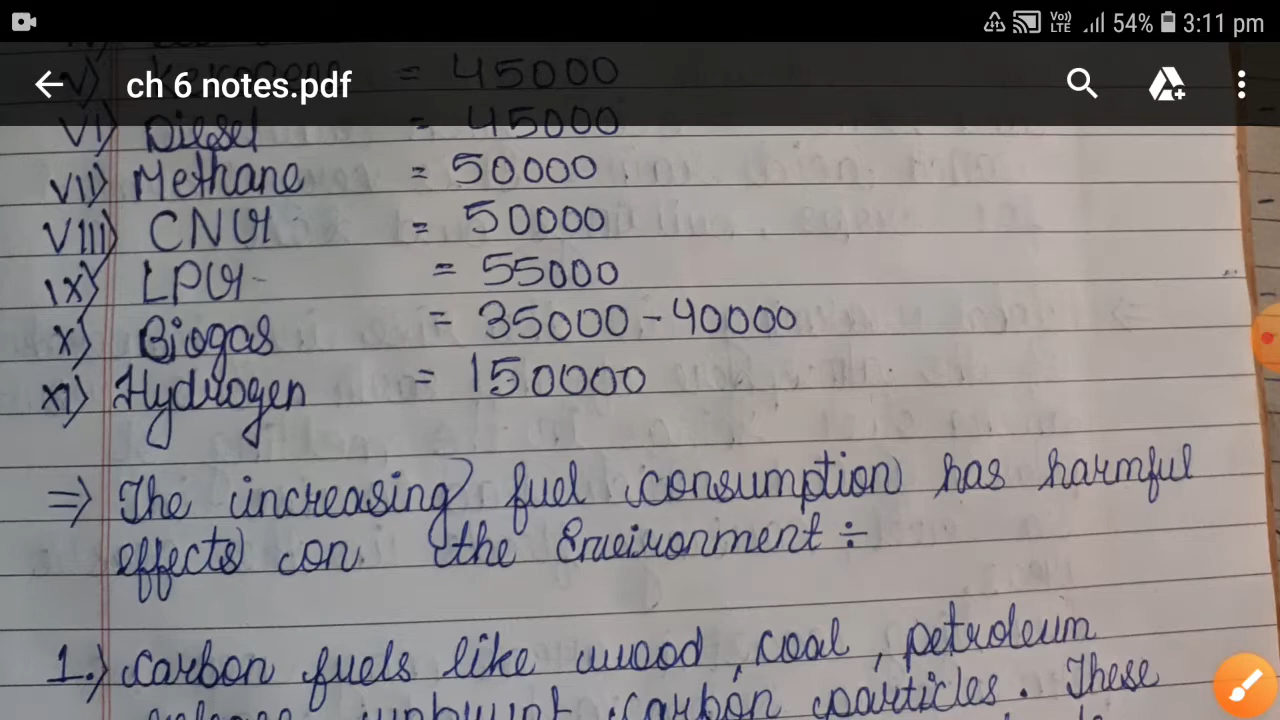 54% 3:11 pm
ch 6 notes.pdf
V) Kerosene = 45000
VI) Diesel = 45000
VII) Methane = 50000
VIII) CNG = 50000
IX) LPG = 55000
X) Biogas = 35000 - 40000
XI) Hydrogen = 150000
=> The increasing fuel consumption has harmful
effects on the Environment ÷
1.) Carbon fuels like wood, coal, petroleum
release unburnt carbon particles. These